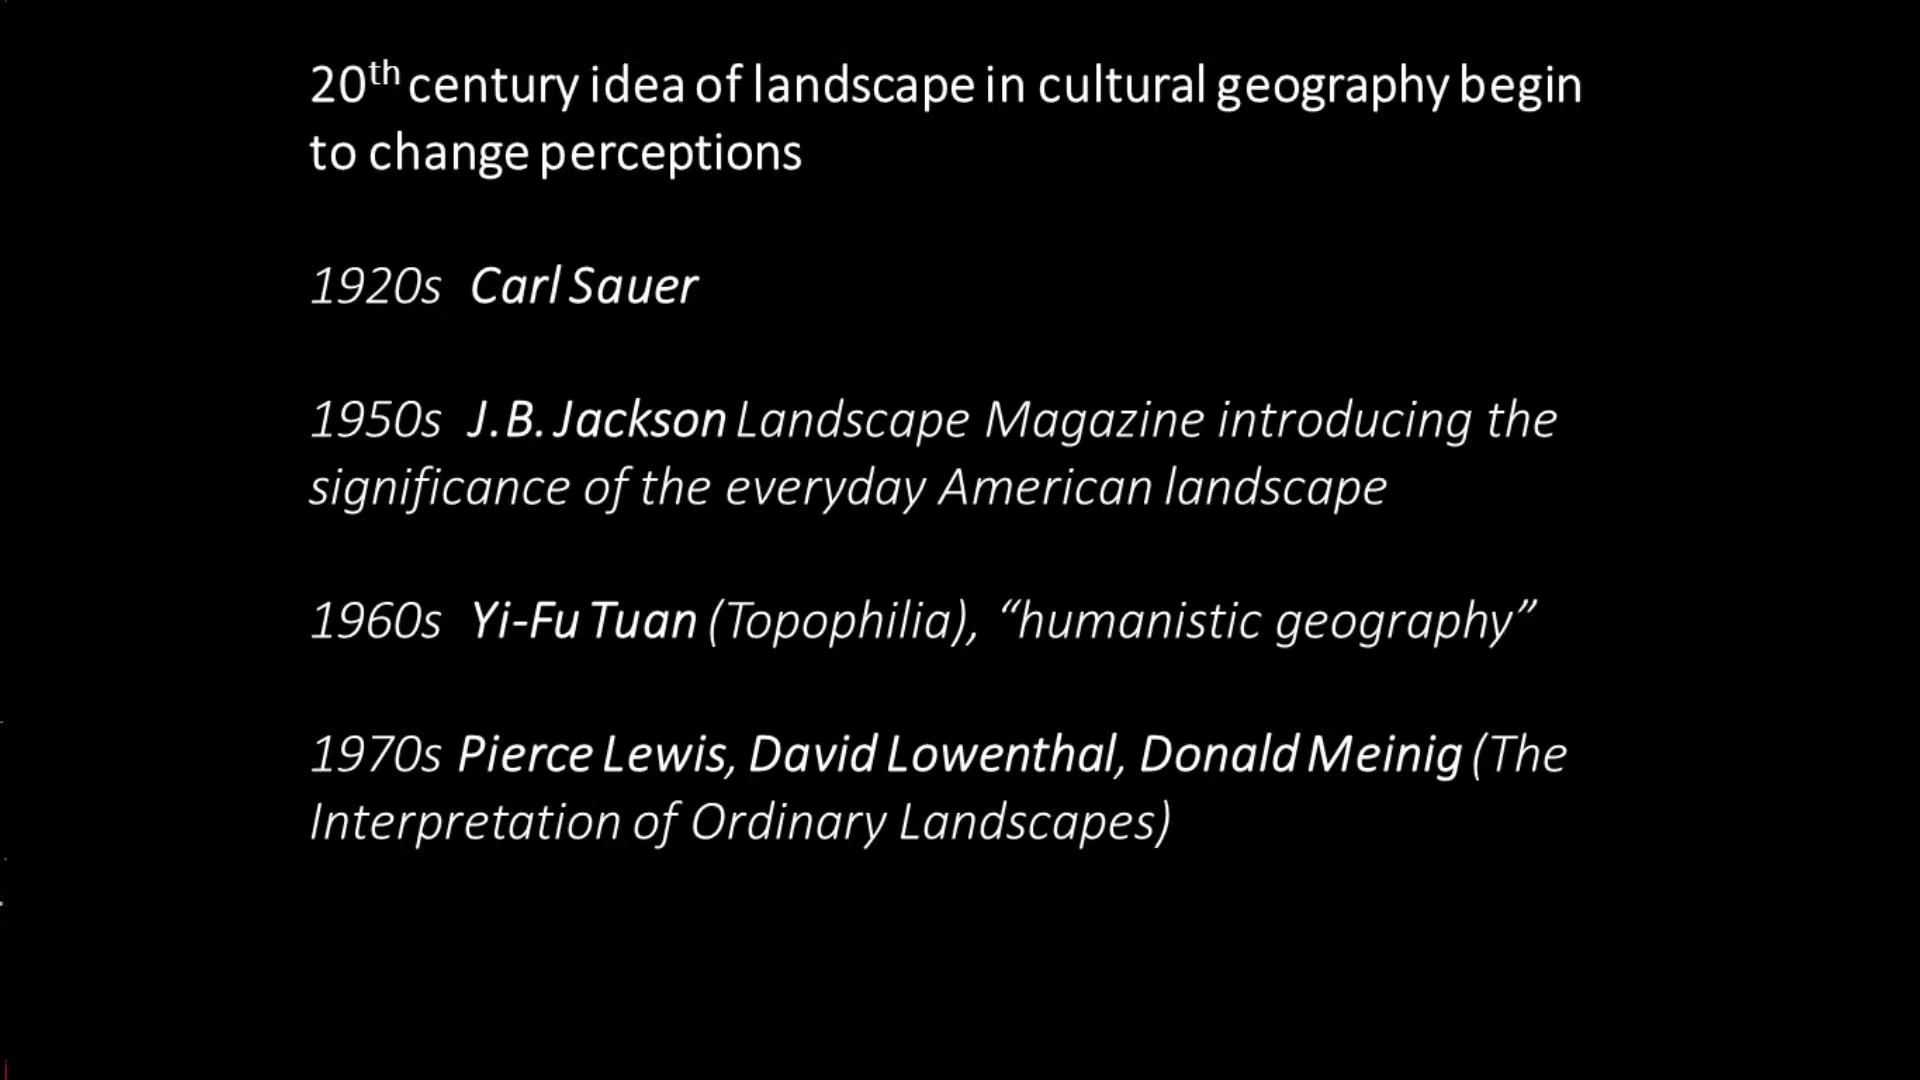 20th century idea of landscape in cultural geography begin
to change perceptions
1920s Carl Sauer
1950s J.B. Jackson Landscape Magazine introducing the
significance of the everyday American landscape
1960s Yi-Fu Tuan (Topophilia), “humanistic geography”
1970s Pierce Lewis, David Lowenthal, Donald Meinig (The
Interpretation of Ordinary Landscapes)